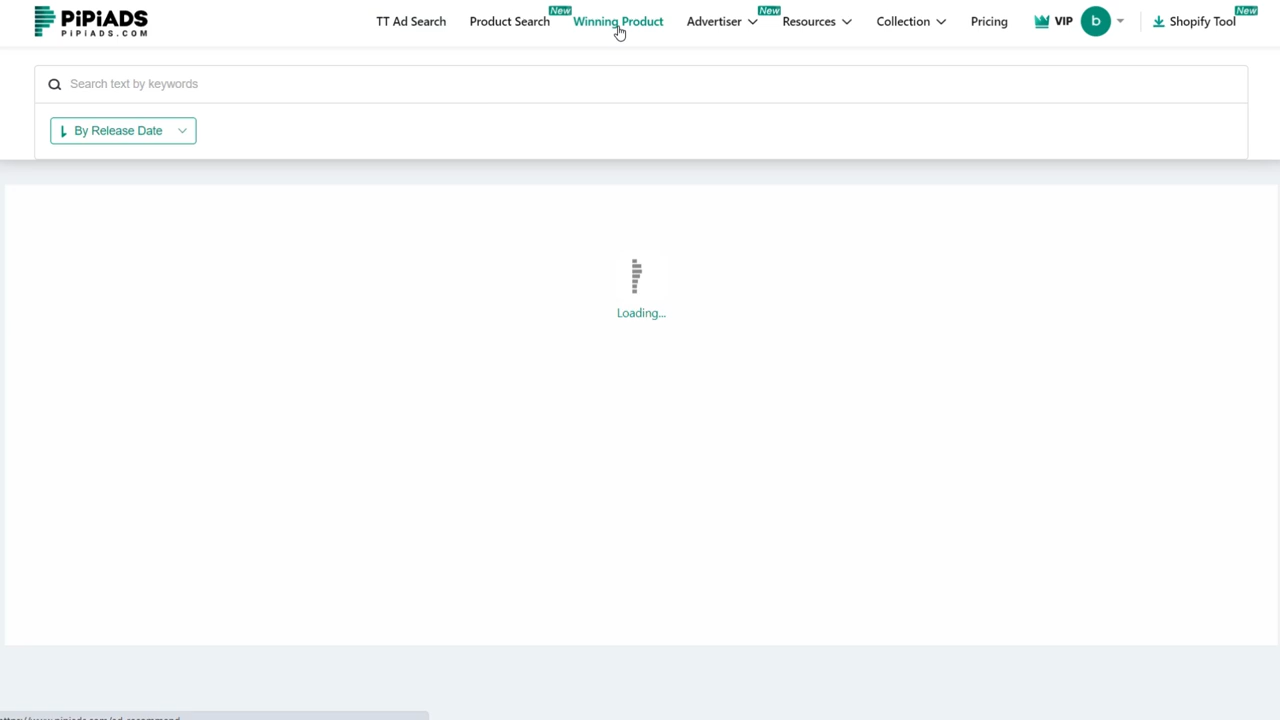 PiPiADS
PIPIADS.COM
TT Ad Search
Product Search
New
Winning Product
Advertiser
New
Resources
Collection
Pricing
VIP
b
Shopify Tool
New
Search text by keywords
By Release Date
Loading...